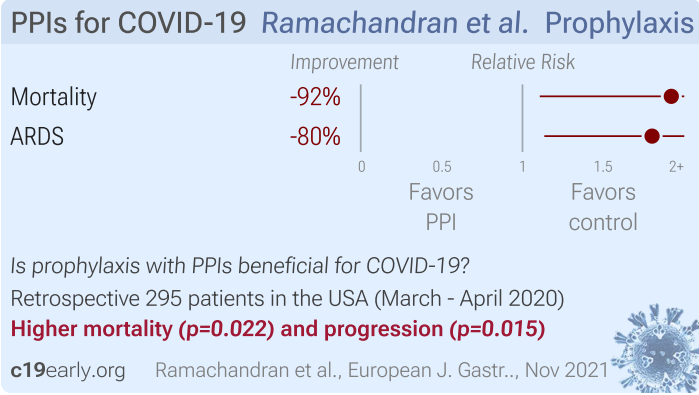 PPIs for COVID-19 Ramachandran et al. Prophylaxis
Improvement Relative Risk
Mortality -92%
ARDS -80%
0 0.5 1 1.5 2+
Favors Favors
PPI control
Is prophylaxis with PPIs beneficial for COVID-19?
Retrospective 295 patients in the USA (March - April 2020)
Higher mortality (p=0.022) and progression (p=0.015)
c19early.org Ramachandran et al., European J. Gastr.., Nov 2021